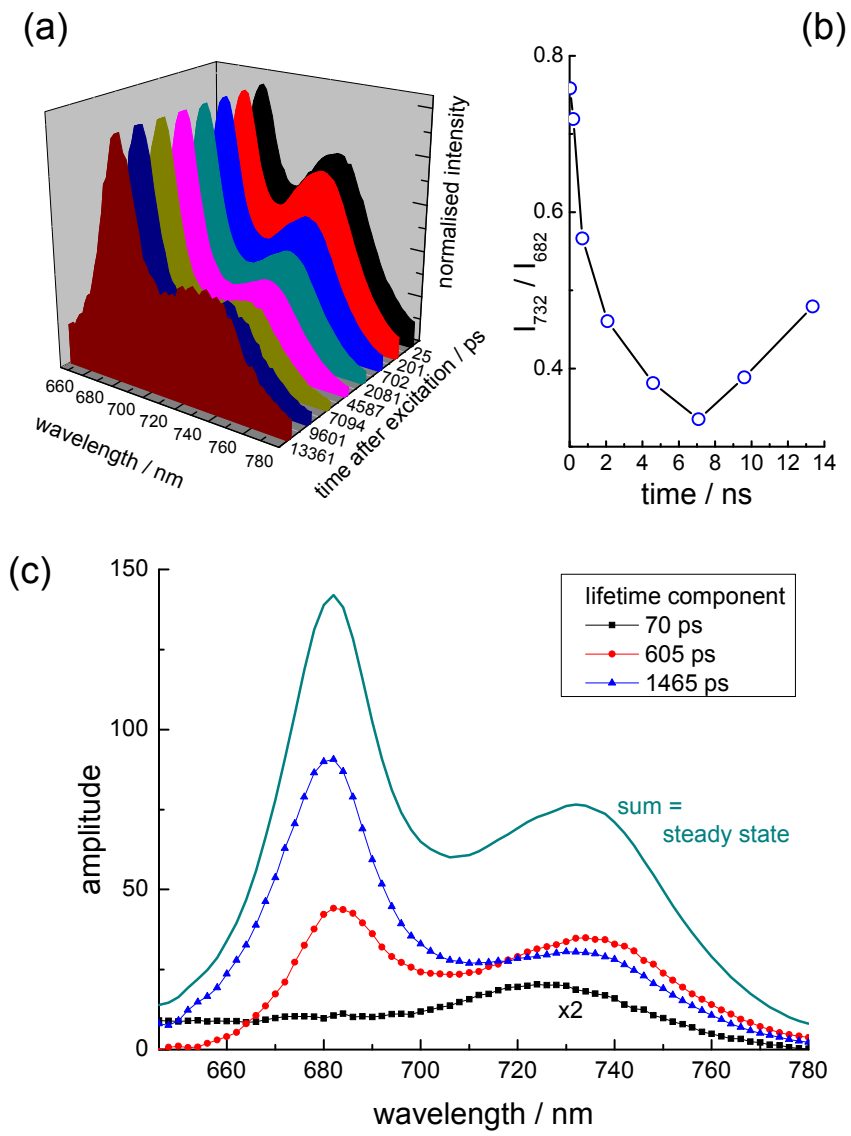 (a)
normalised intensity
25
201
702
2081
4587
7094
9601
13361
time after excitation / ps
660
680
700
720
740
760
780
wavelength / nm
(b)
0.8
0.6
0.4
I732 / I682
0 2 4 6 8 10 12 14
time / ns
(c)
150
100
50
0
amplitude
lifetime component
70 ps
605 ps
1465 ps
sum =
steady state
x2
660 680 700 720 740 760 780
wavelength / nm